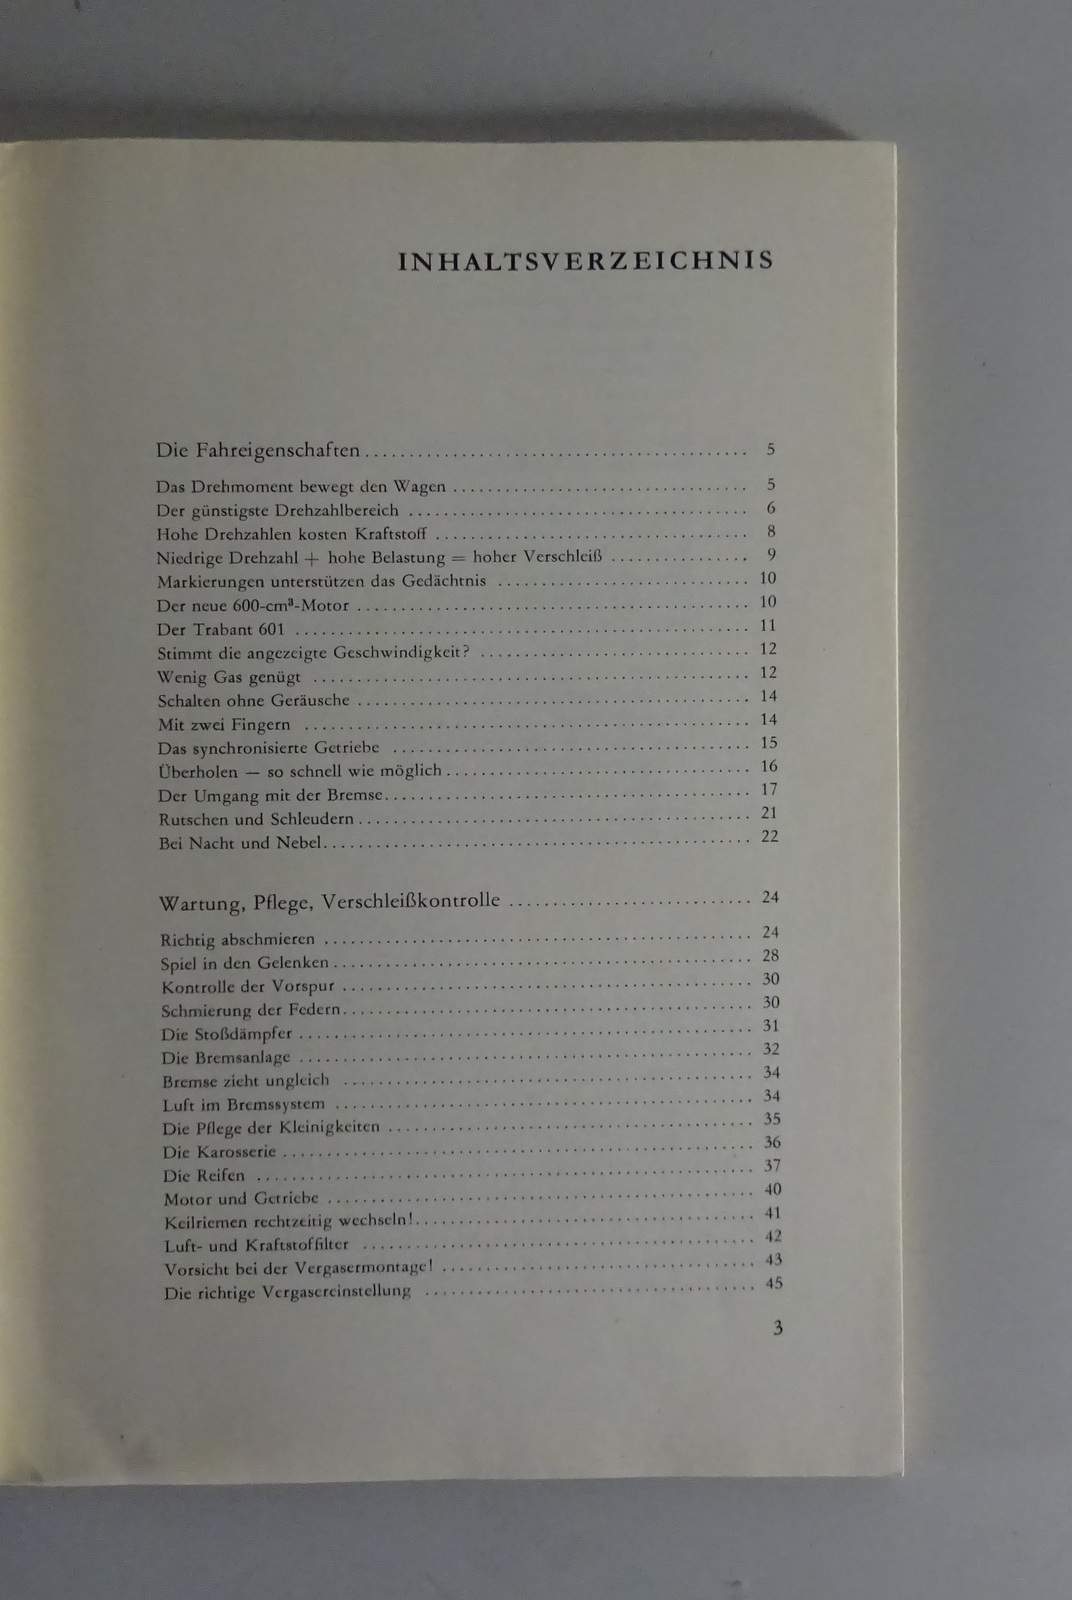 INHALTSVERZEICHNIS
Die Fahreigenschaften ........................................ 5
Das Drehmoment bewegt den Wagen ........................................ 5
Der günstigste Drehzahlbereich ........................................ 6
Hohe Drehzahlen kosten Kraftstoff ........................................ 8
Niedrige Drehzahl + hohe Belastung = hoher Verschleiß ................ 9
Markierungen unterstützen das Gedächtnis ............................. 10
Der neue 600-cm³-Motor ........................................ 10
Der Trabant 601 ........................................ 11
Stimmt die angezeigte Geschwindigkeit? ............................... 12
Wenig Gas genügt ........................................ 12
Schalten ohne Geräusche ........................................ 14
Mit zwei Fingern ........................................ 14
Das synchronisierte Getriebe ........................................ 15
Überholen — so schnell wie möglich ................................... 16
Der Umgang mit der Bremse ........................................ 17
Rutschen und Schleudern ........................................ 21
Bei Nacht und Nebel ........................................ 22
Wartung, Pflege, Verschleißkontrolle ............................ 24
Richtig abschmieren ........................................ 24
Spiel in den Gelenken ........................................ 28
Kontrolle der Vorspur ........................................ 30
Schmierung der Federn ........................................ 30
Die Stoßdämpfer ........................................ 31
Die Bremsanlage ........................................ 32
Bremse zieht ungleich ........................................ 34
Luft im Bremssystem ........................................ 34
Die Pflege der Kleinigkeiten ........................................ 35
Die Karosserie ........................................ 36
Die Reifen ........................................ 37
Motor und Getriebe ........................................ 40
Keilriemen rechtzeitig wechseln! ..................................... 41
Luft- und Kraftstoffilter ........................................ 42
Vorsicht bei der Vergasermontage! .................................... 43
Die richtige Vergasereinstellung ..................................... 45
3